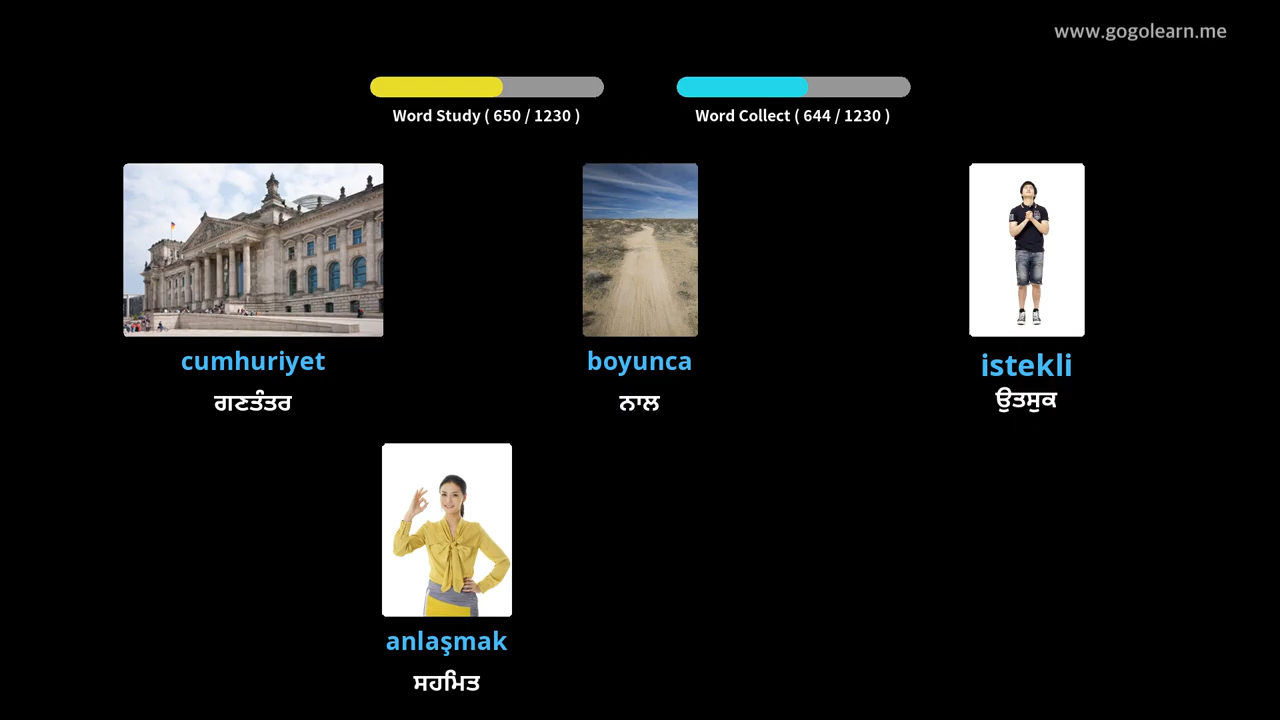 www.gogolearn.me
Word Study ( 650 / 1230 )
Word Collect ( 644 / 1230 )
cumhuriyet
ਗਣਤੰਤਰ
boyunca
ਨਾਲ
istekli
ਉਤਸੁਕ
anlaşmak
ਸਹਮਿਤ